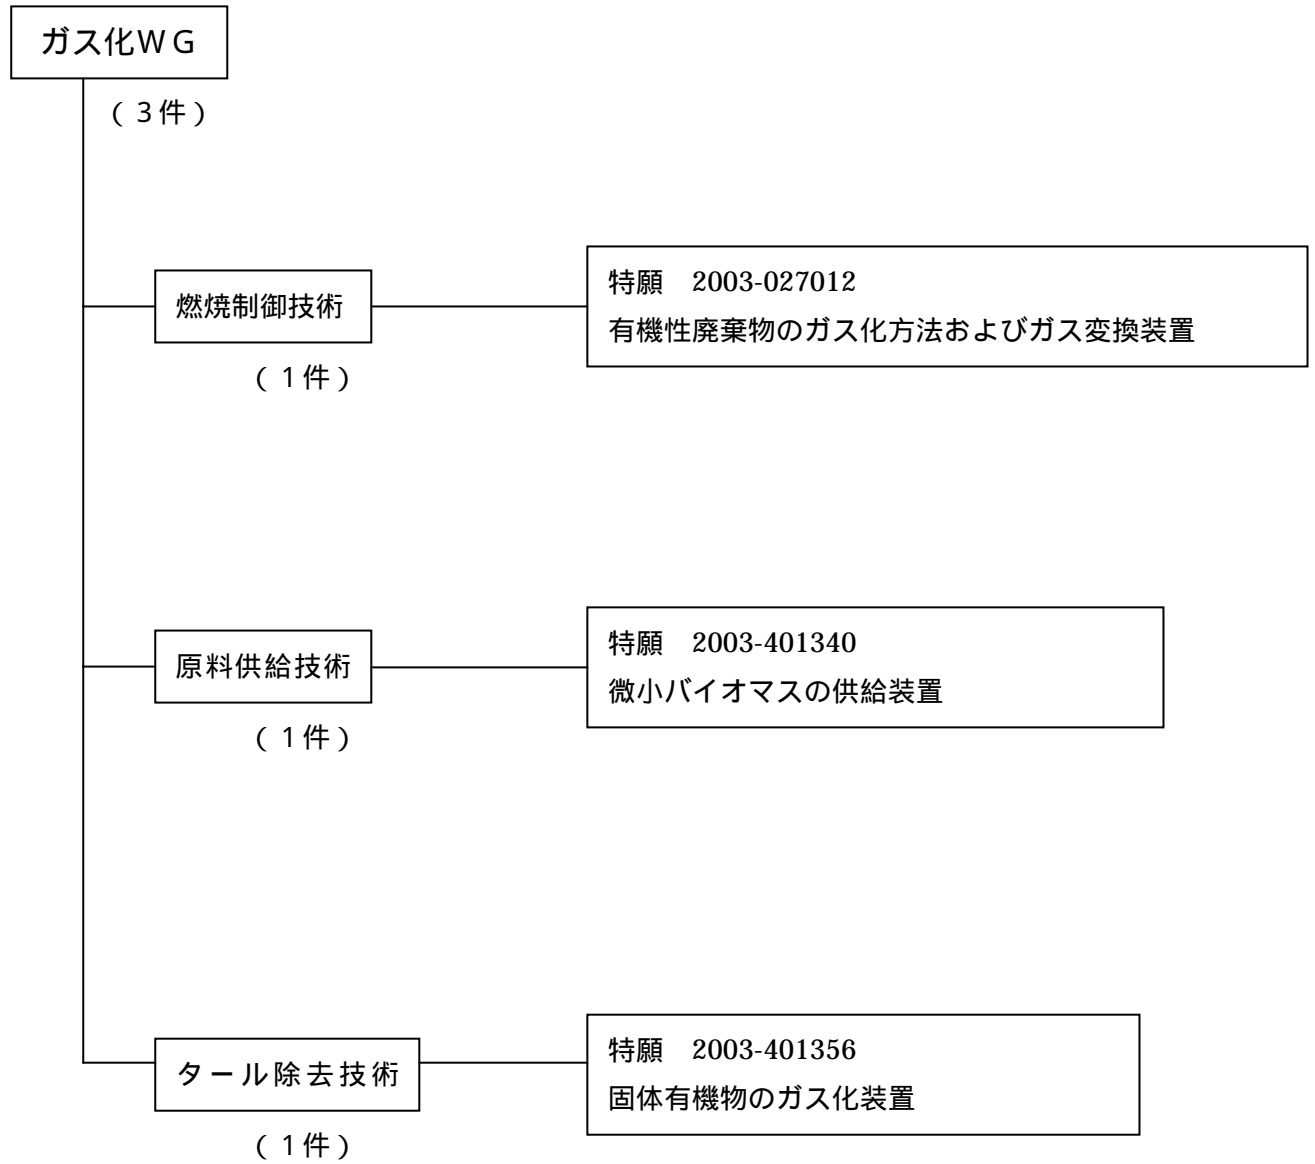 ガス化ＷＧ
（３件）
燃焼制御技術
（１件）
特願　2003-027012
有機性廃棄物のガス化方法およびガス変換装置
原料供給技術
（１件）
特願　2003-401340
微小バイオマスの供給装置
タール除去技術
（１件）
特願　2003-401356
固体有機物のガス化装置